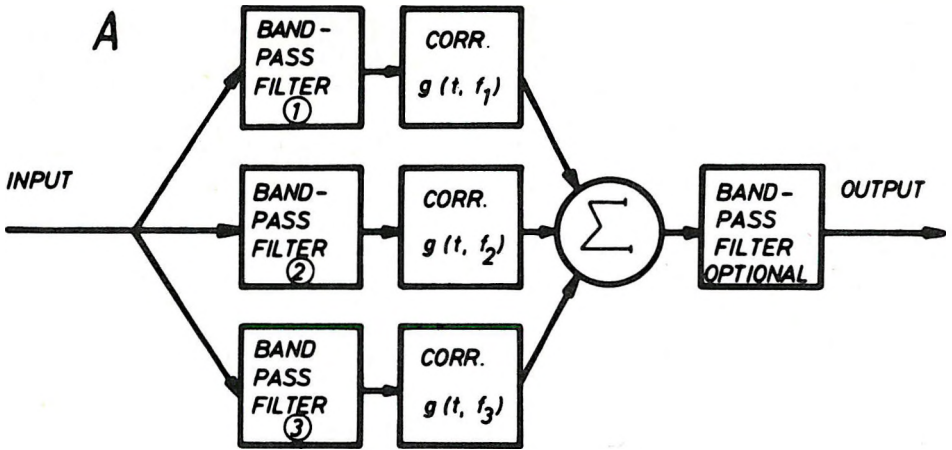 A
BAND-
PASS
FILTER
①
CORR.
g (t, f₁)
INPUT
BAND-
PASS
FILTER
②
CORR.
g (t, f₂)
Σ
BAND-
PASS
FILTER
OPTIONAL
OUTPUT
BAND
PASS
FILTER
③
CORR.
g (t, f₃)